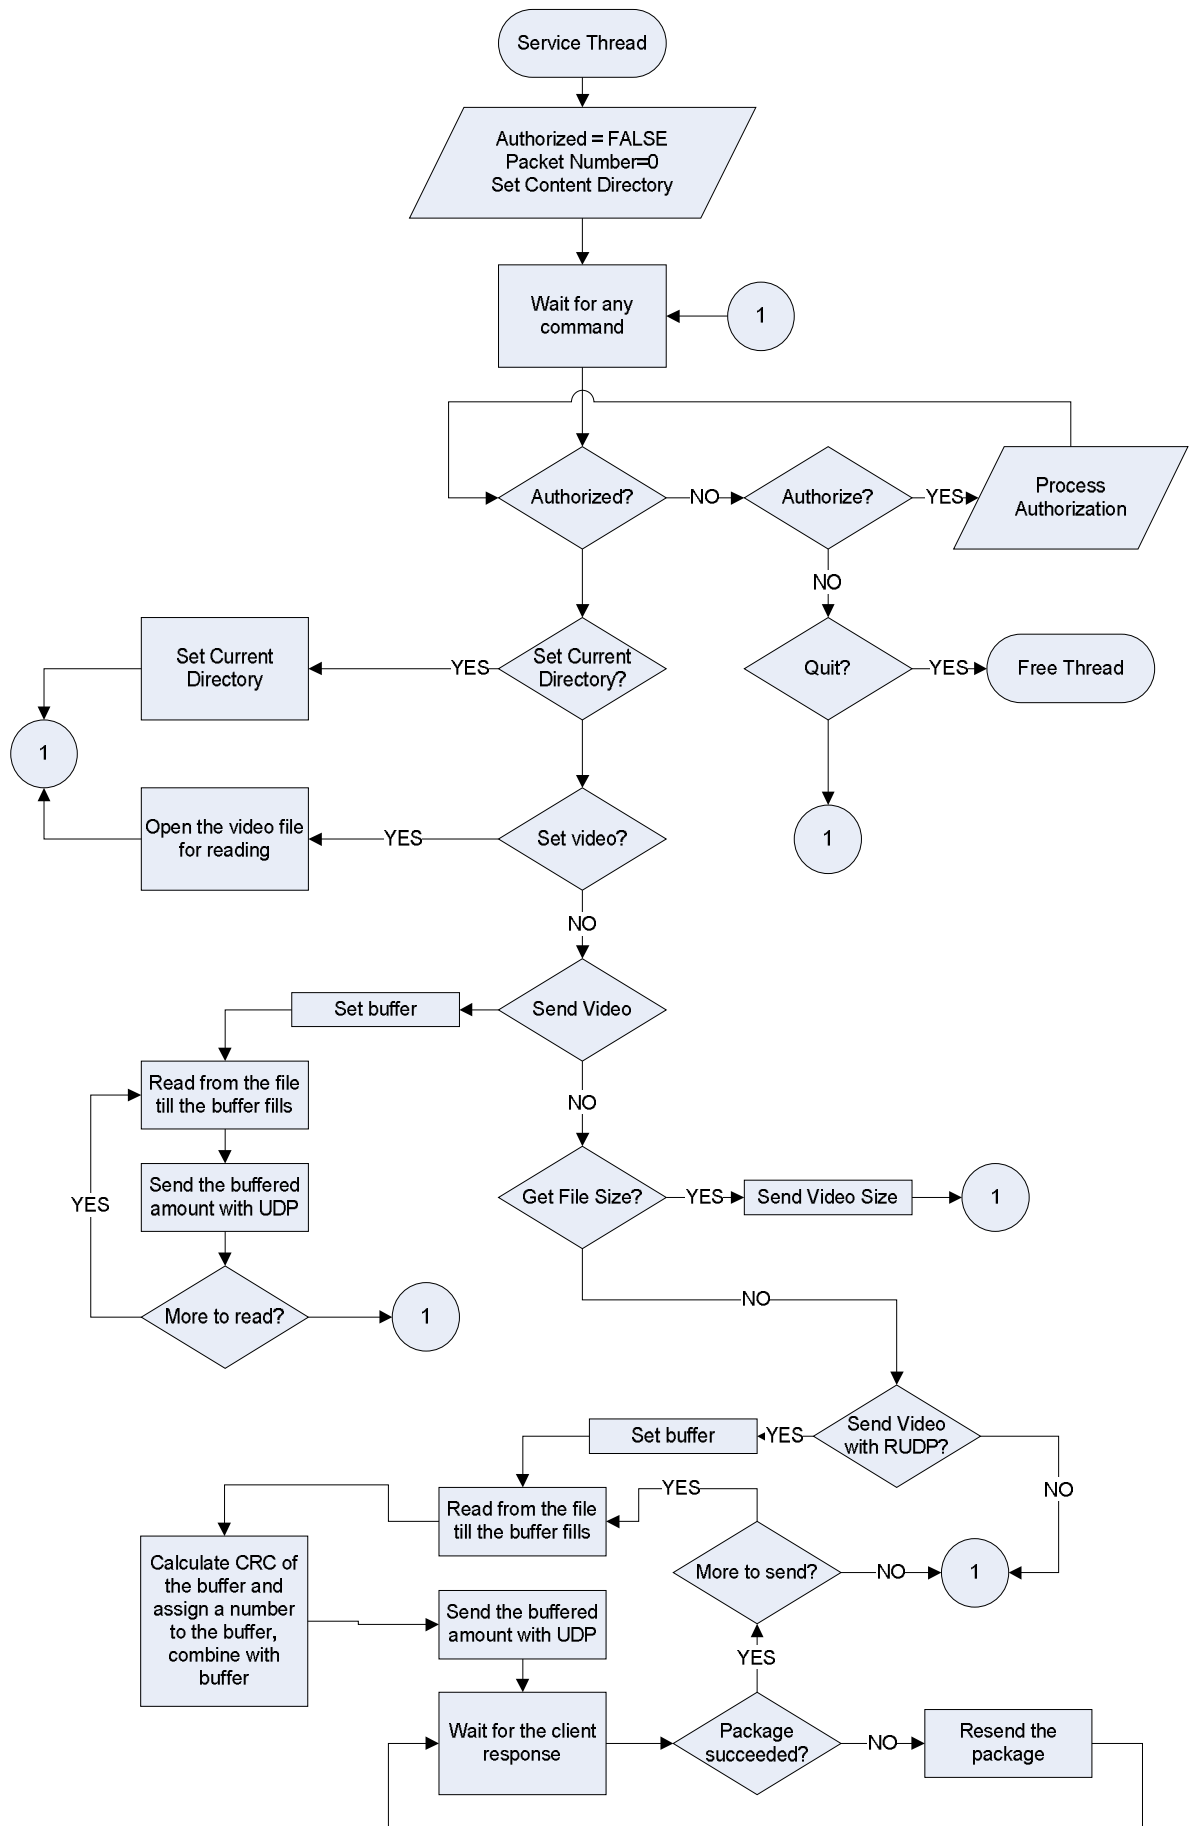 Service Thread
Authorized = FALSE
Packet Number=0
Set Content Directory
Wait for any
command
1
Authorized?
NO
Authorize?
YES
Process
Authorization
NO
Set Current
Directory
YES
Set Current
Directory?
Quit?
YES
Free Thread
1
Open the video file
for reading
YES
Set video?
1
NO
Set buffer
Send Video
Read from the file
till the buffer fills
NO
YES
Send the buffered
amount with UDP
Get File Size?
YES
Send Video Size
1
More to read?
1
NO
Set buffer
YES
Send Video
with RUDP?
NO
YES
Read from the file
till the buffer fills
Calculate CRC of
the buffer and
assign a number
to the buffer,
combine with
buffer
More to send?
NO
1
Send the buffered
amount with UDP
YES
Wait for the client
response
Package
succeeded?
NO
Resend the
package